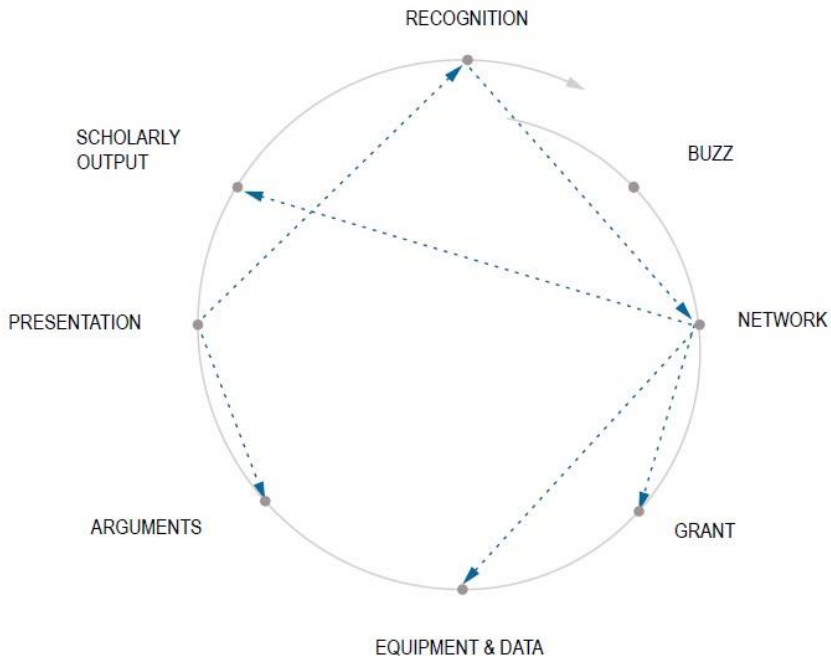 RECOGNITION
SCHOLARLY
OUTPUT
BUZZ
PRESENTATION
NETWORK
ARGUMENTS
GRANT
EQUIPMENT & DATA